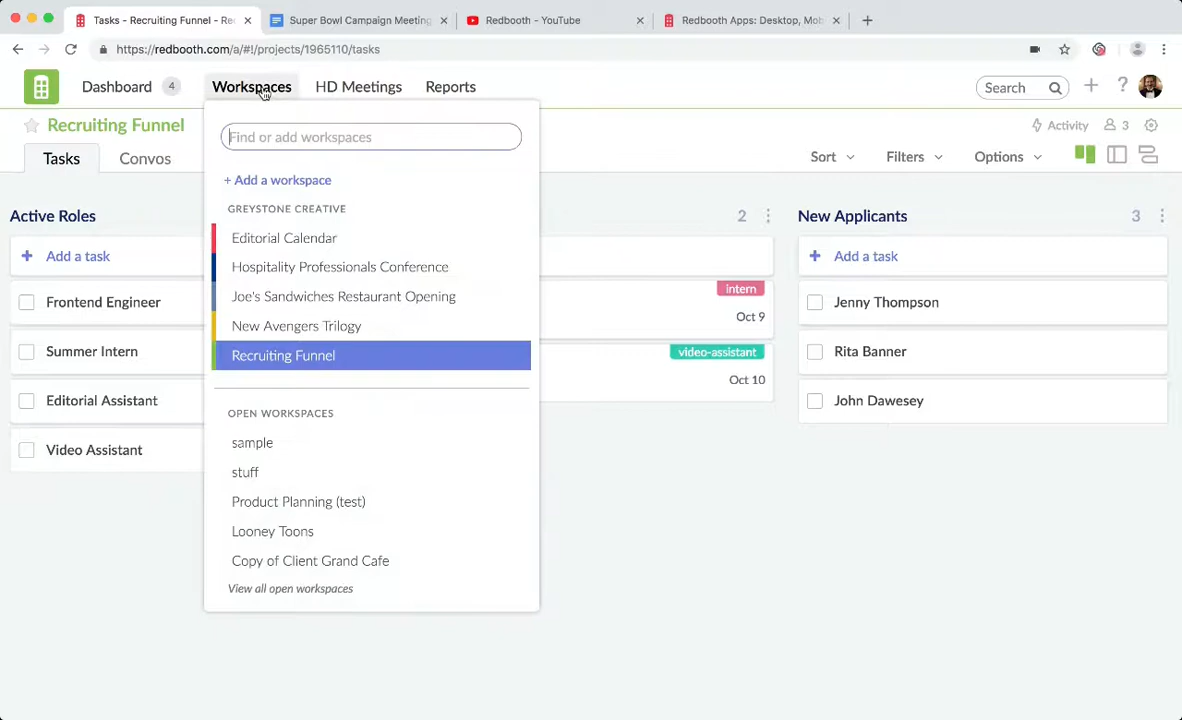 Tasks - Recruiting Funnel - Re
Super Bowl Campaign Meeting
Redbooth - YouTube
Redbooth Apps: Desktop, Mob
https://redbooth.com/a/#!/projects/1965110/tasks
Dashboard 4
Workspaces
HD Meetings
Reports
Search
Recruiting Funnel
Activity
3
Tasks
Convos
Sort
Filters
Options
Find or add workspaces
+ Add a workspace
GREYSTONE CREATIVE
Editorial Calendar
Hospitality Professionals Conference
Joe's Sandwiches Restaurant Opening
New Avengers Trilogy
Recruiting Funnel
OPEN WORKSPACES
sample
stuff
Product Planning (test)
Looney Toons
Copy of Client Grand Cafe
View all open workspaces
Active Roles
+ Add a task
Frontend Engineer
Summer Intern
Editorial Assistant
Video Assistant
2
intern
Oct 9
video-assistant
Oct 10
New Applicants 3
+ Add a task
Jenny Thompson
Rita Banner
John Dawesey